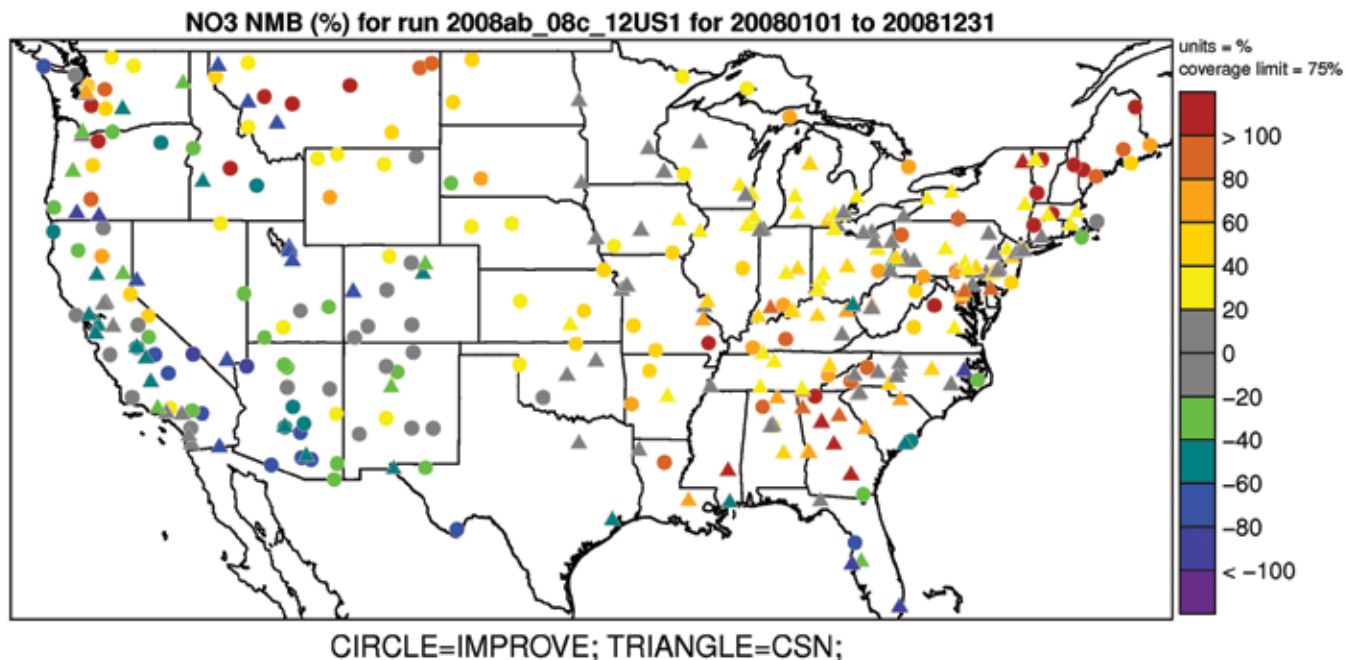 NO3 NMB (%) for run 2008ab_08c_12US1 for 20080101 to 20081231
units = %
coverage limit = 75%
> 100
80
60
40
20
0
−20
−40
−60
−80
< −100
CIRCLE=IMPROVE; TRIANGLE=CSN;